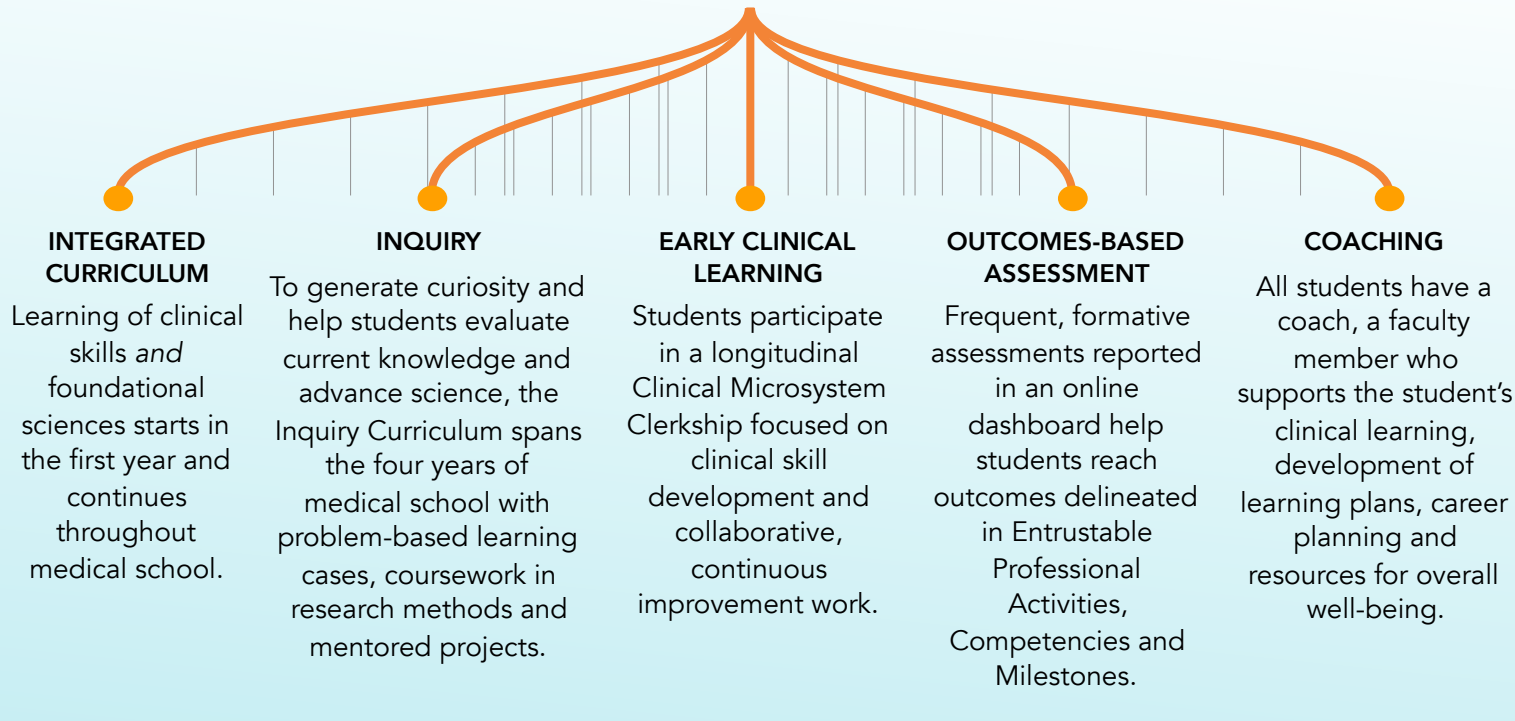 INTEGRATED
CURRICULUM
Learning of clinical
skills and
foundational
sciences starts in
the first year and
continues
throughout
medical school.
INQUIRY
To generate curiosity and
help students evaluate
current knowledge and
advance science, the
Inquiry Curriculum spans
the four years of
medical school with
problem-based learning
cases, coursework in
research methods and
mentored projects.
EARLY CLINICAL
LEARNING
Students participate
in a longitudinal
Clinical Microsystem
Clerkship focused on
clinical skill
development and
collaborative,
continuous
improvement work.
OUTCOMES-BASED
ASSESSMENT
Frequent, formative
assessments reported
in an online
dashboard help
students reach
outcomes delineated
in Entrustable
Professional
Activities,
Competencies and
Milestones.
COACHING
All students have a
coach, a faculty
member who
supports the student’s
clinical learning,
development of
learning plans, career
planning and
resources for overall
well-being.